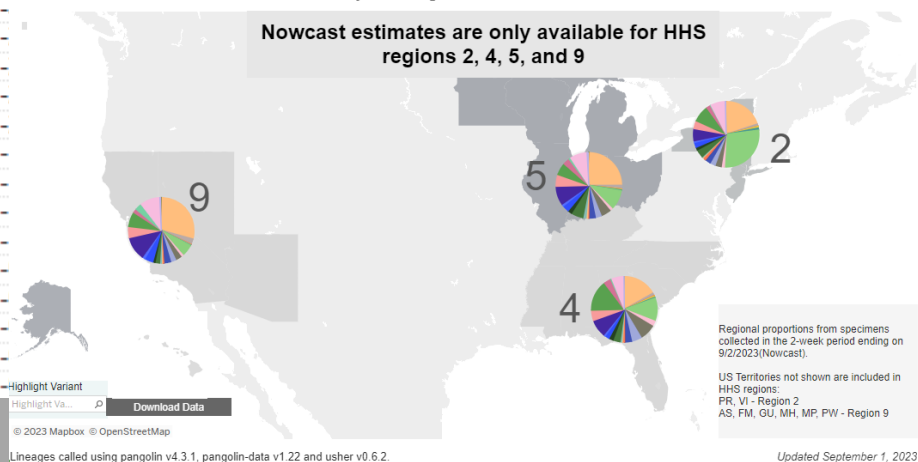 Nowcast estimates are only available for HHS
regions 2, 4, 5, and 9
2
5
9
4
Regional proportions from specimens
collected in the 2-week period ending on
9/2/2023(Nowcast).
US Territories not shown are included in
HHS regions:
PR, VI - Region 2
AS, FM, GU, MH, MP, PW - Region 9
Highlight Variant
Highlight Va...
Download Data
© 2023 Mapbox © OpenStreetMap
Lineages called using pangolin v4.3.1, pangolin-data v1.22 and usher v0.6.2.
Updated September 1, 2023